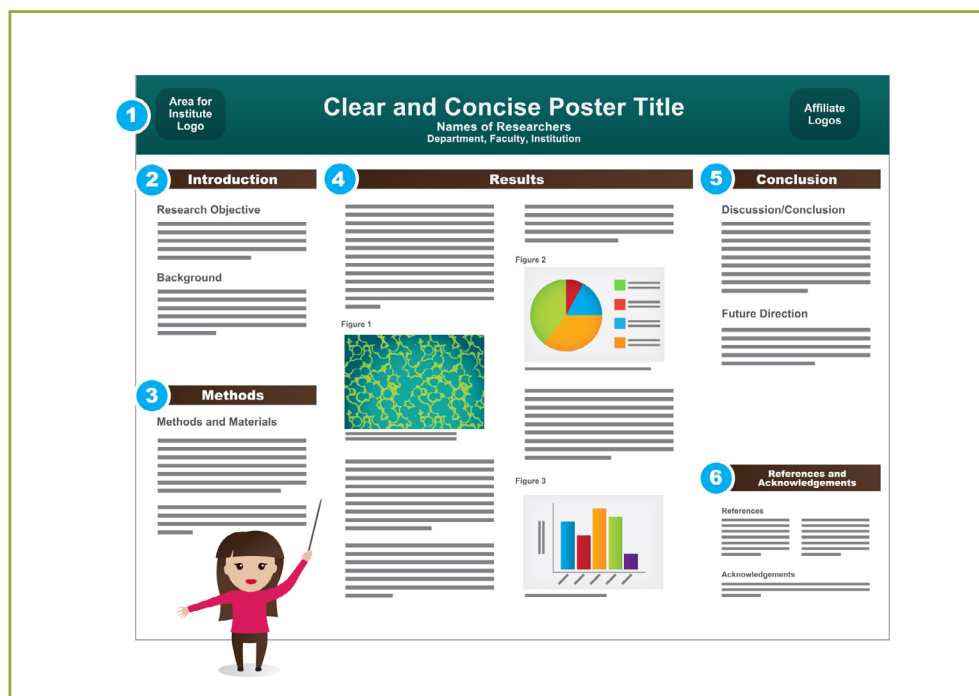 1
Area for
Institute
Logo
Clear and Concise Poster Title
Names of Researchers
Department, Faculty, Institution
Affiliate
Logos
2
Introduction
Research Objective
Background
3
Methods
Methods and Materials
4
Results
Figure 1
Figure 2
Figure 3
5
Conclusion
Discussion/Conclusion
Future Direction
6
References and
Acknowledgements
References
Acknowledgements